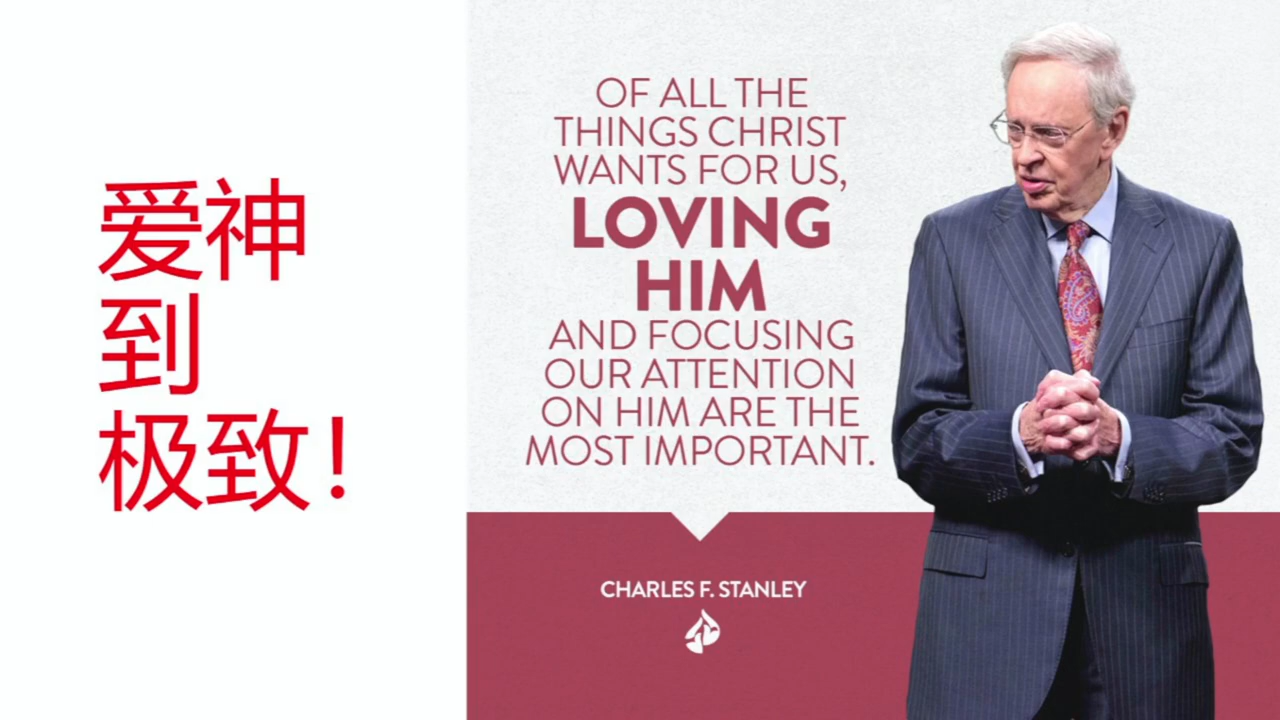 爱神
到
极致！
OF ALL THE
THINGS CHRIST
WANTS FOR US,
LOVING
HIM
AND FOCUSING
OUR ATTENTION
ON HIM ARE THE
MOST IMPORTANT.
CHARLES F. STANLEY